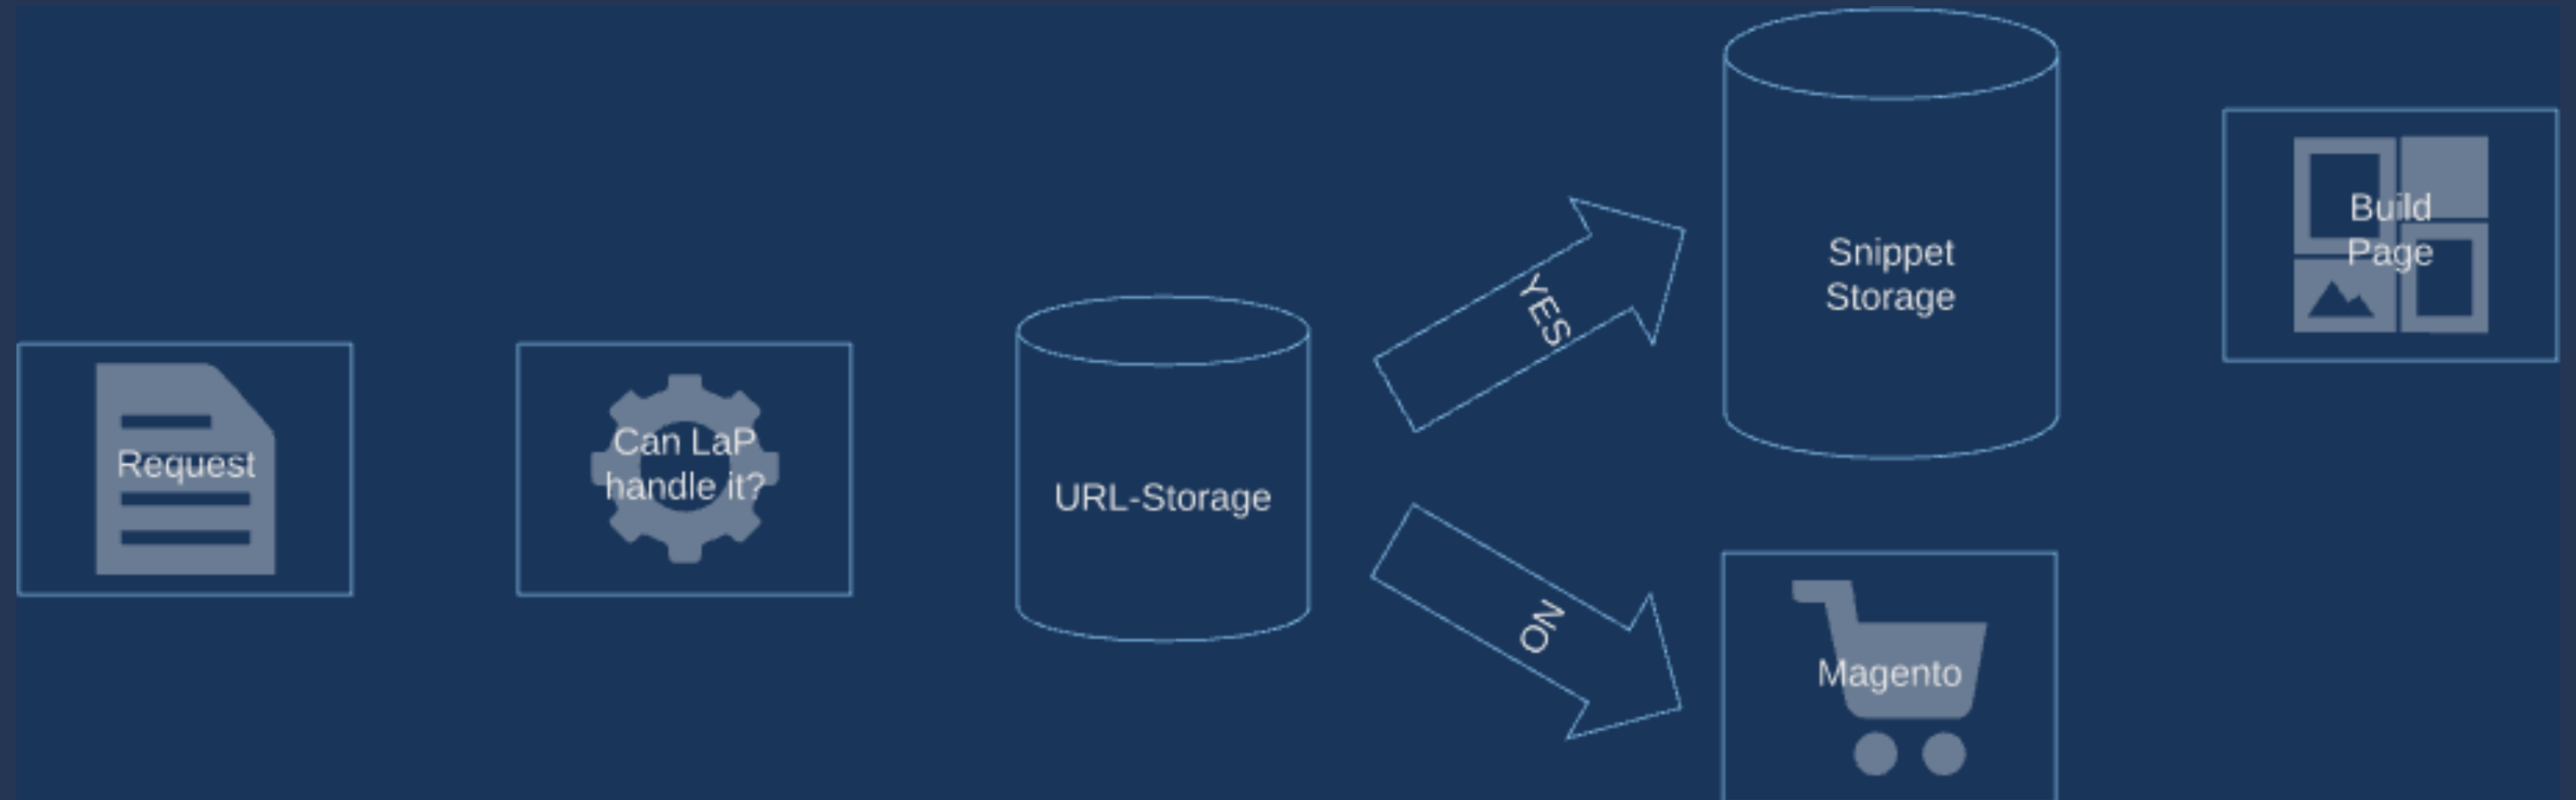 Request
Can LaP
handle it?
URL-Storage
YES
NO
Snippet
Storage
Magento
Build
Page